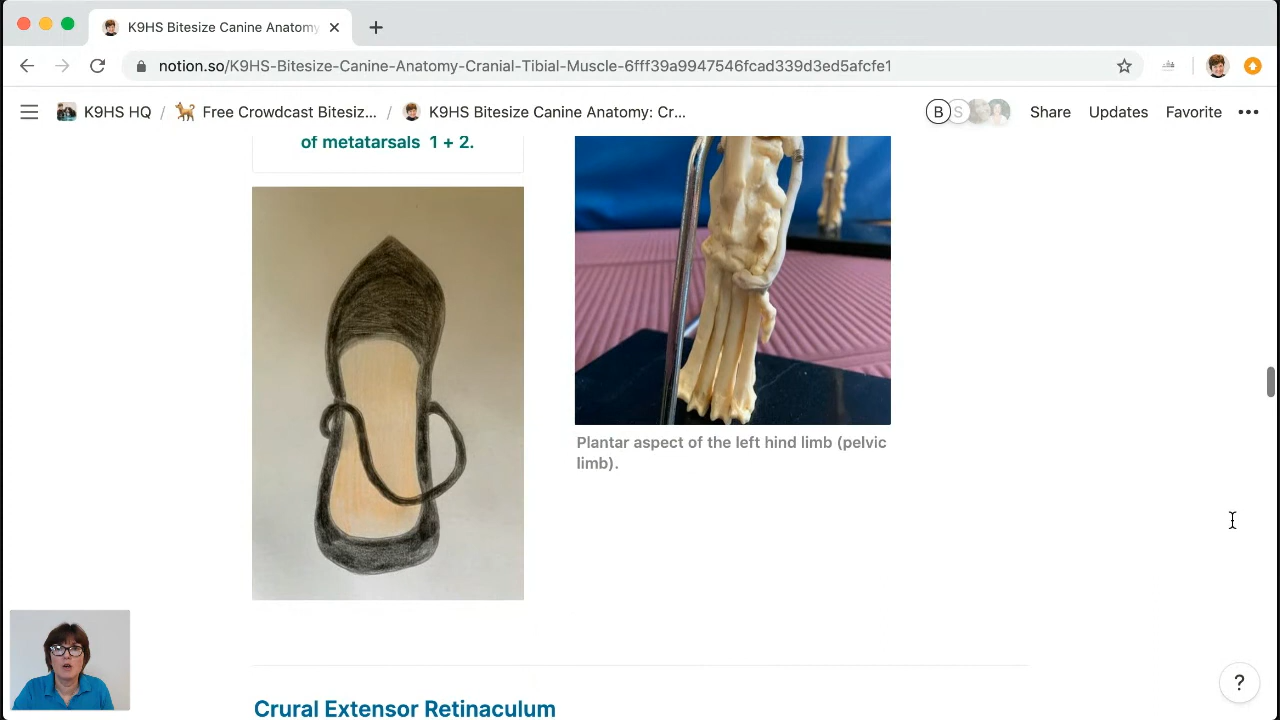 K9HS Bitesize Canine Anatomy
notion.so/K9HS-Bitesize-Canine-Anatomy-Cranial-Tibial-Muscle-6fff39a9947546fcad339d3ed5afcfe1
K9HS HQ / Free Crowdcast Bitesiz... / K9HS Bitesize Canine Anatomy: Cr... B S Share Updates Favorite
of metatarsals 1 + 2.
Plantar aspect of the left hind limb (pelvic
limb).
Crural Extensor Retinaculum
?